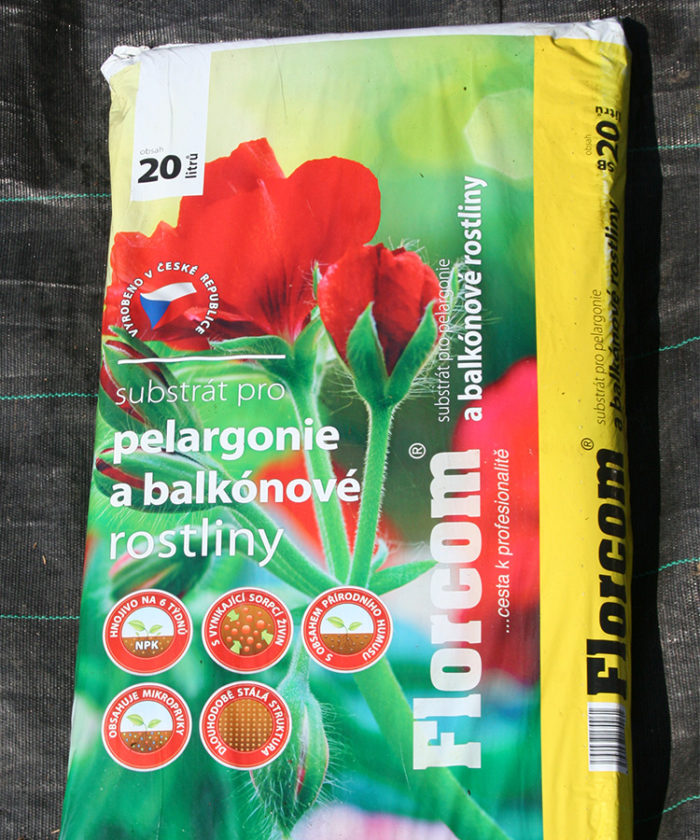 obsah
20 litrů
VYROBENO V ČESKÉ REPUBLICE
substrát pro
pelargonie
a balkónové
rostliny
HNOJIVO NA 6 TÝDNŮ
NPK
S VYNIKAJÍCÍ SORPCÍ ŽIVIN
S OBSAHEM PŘÍRODNÍHO HUMUSU
OBSAHUJE MIKROPRVKY
DLOUHODOBĚ STÁLÁ STRUKTURA
Florcom®
...cesta k profesionalitě
substrát pro pelargonie
a balkónové rostliny
Florcom®
substrát pro pelargonie
a balkónové rostliny
SB 20 litrů